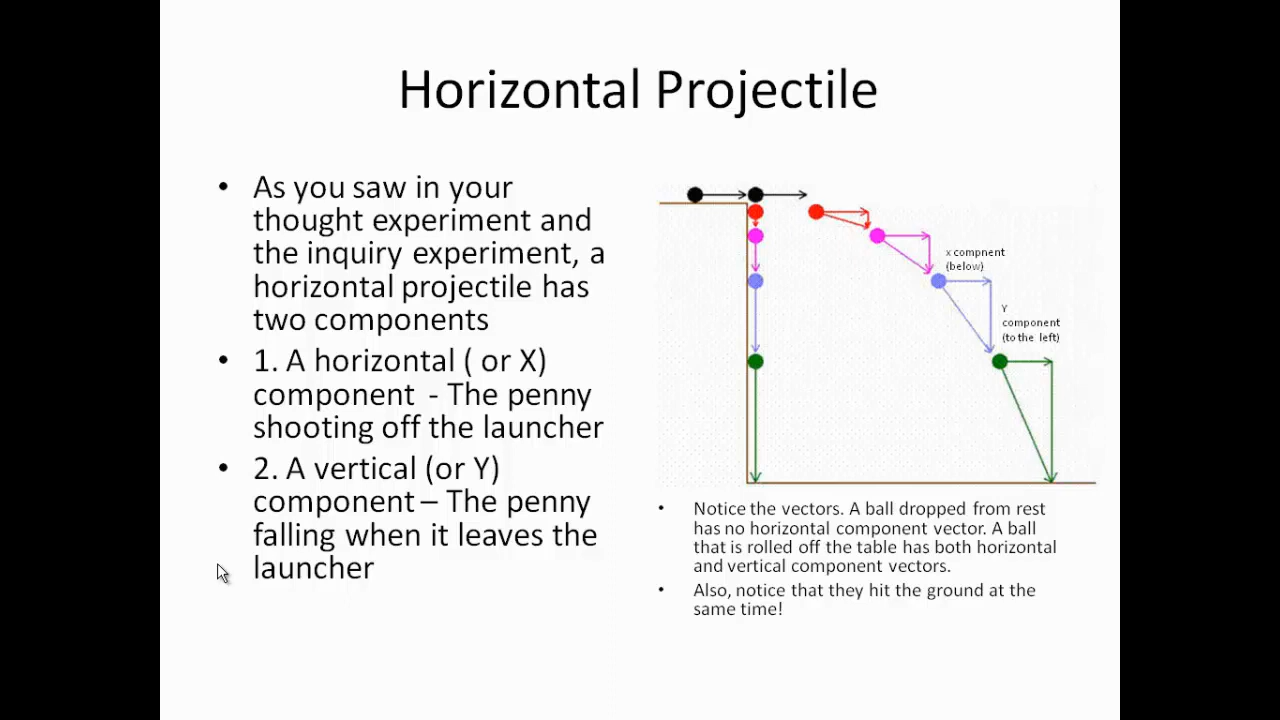 Horizontal Projectile
• As you saw in your
thought experiment and
the inquiry experiment, a
horizontal projectile has
two components
• 1. A horizontal ( or X)
component - The penny
shooting off the launcher
• 2. A vertical (or Y)
component – The penny
falling when it leaves the
launcher
x compnent
(below)
Y
component
(to the left)
• Notice the vectors. A ball dropped from rest
has no horizontal component vector. A ball
that is rolled off the table has both horizontal
and vertical component vectors.
• Also, notice that they hit the ground at the
same time!